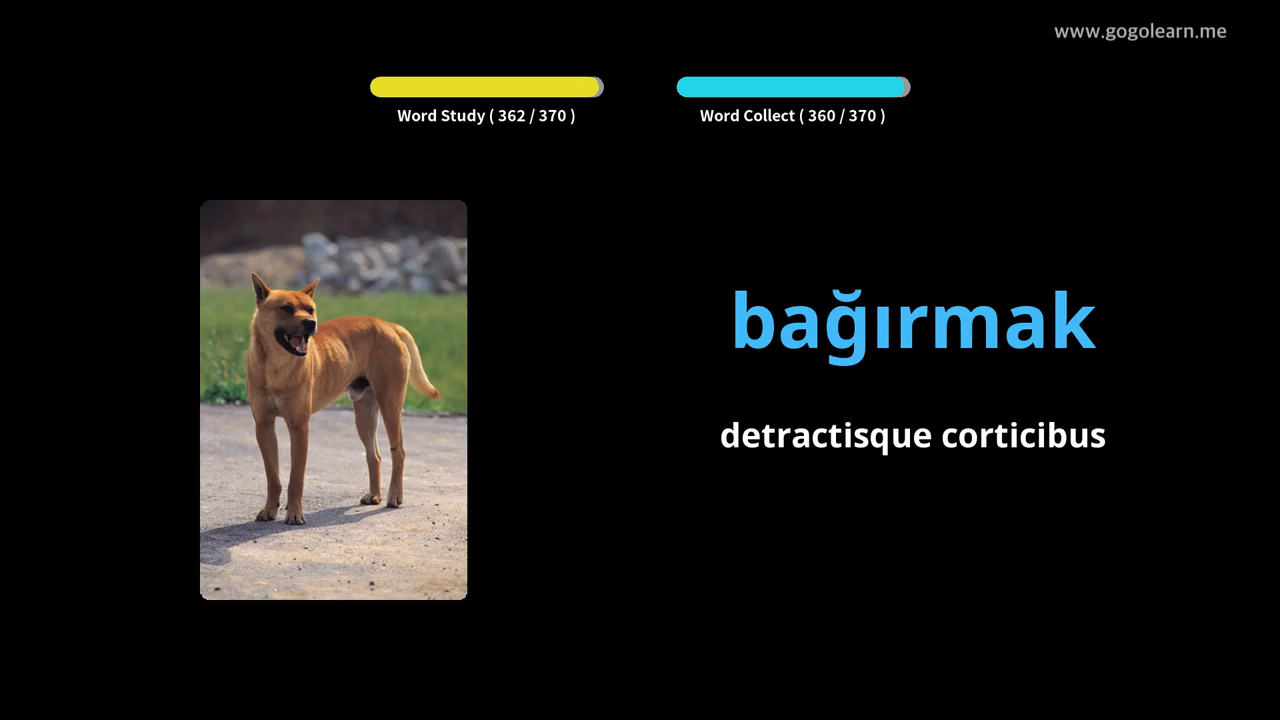 www.gogolearn.me
Word Study ( 362 / 370 )
Word Collect ( 360 / 370 )
bağırmak
detractisque corticibus